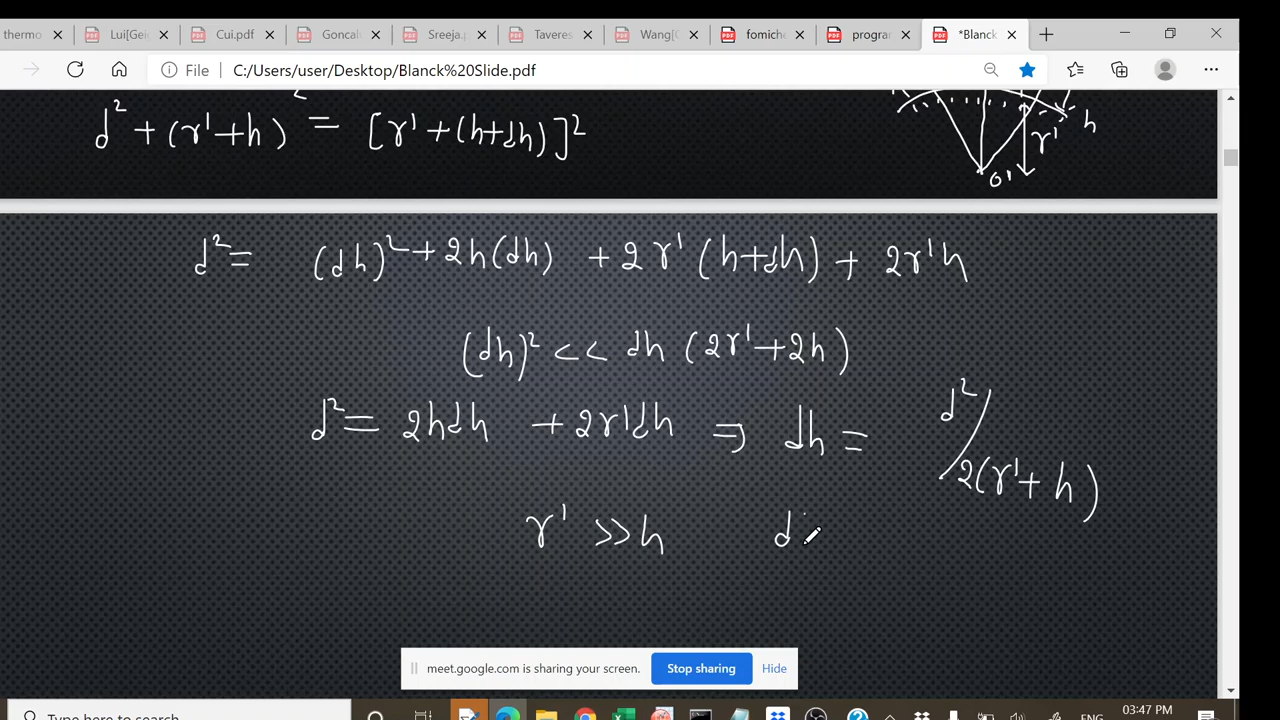 thermo Lui[Gei Cui.pdf Goncal Sreeja.p Taveres Wang[C fomiche prograr *Blanck
File C:/Users/user/Desktop/Blanck%20Slide.pdf
d² + (r'+h)² = [r' + (h+dh)]²
h
r'
o'
d² = (dh)² + 2h(dh) + 2r'(h+dh) + 2r'h
(dh)² << dh (2r'+2h)
d² = 2hdh + 2r'dh ⇒ dh = d²/2(r'+h)
r' >> h d
meet.google.com is sharing your screen. Stop sharing Hide
Type here to search
03:47 PM